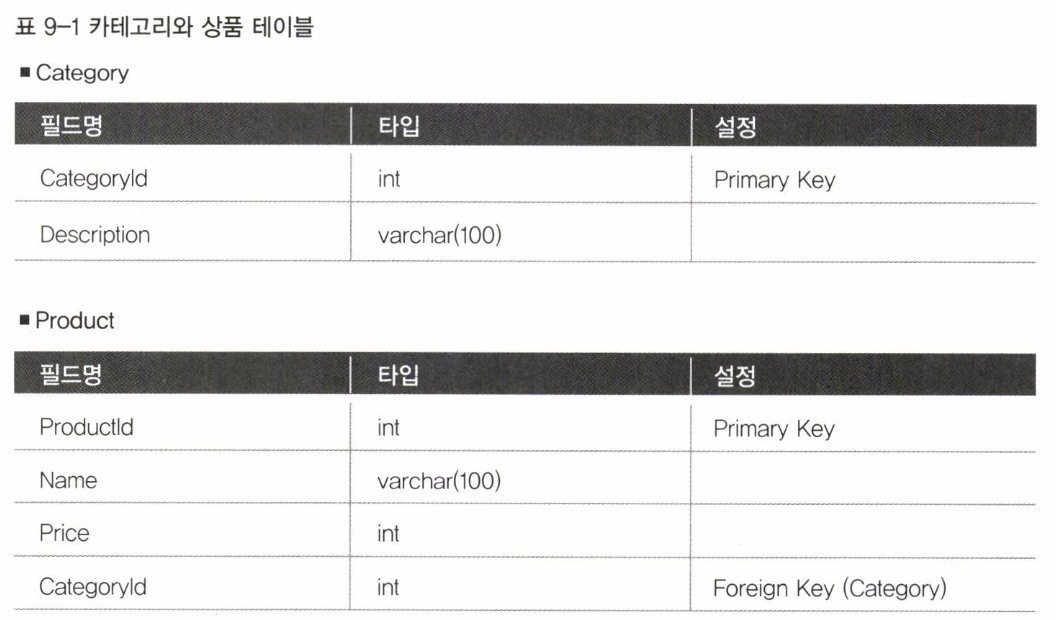 표 9-1 카테고리와 상품 테이블
■ Category
필드명 타입 설정
CategoryId int Primary Key
Description varchar(100)
■ Product
필드명 타입 설정
ProductId int Primary Key
Name varchar(100)
Price int
CategoryId int Foreign Key (Category)